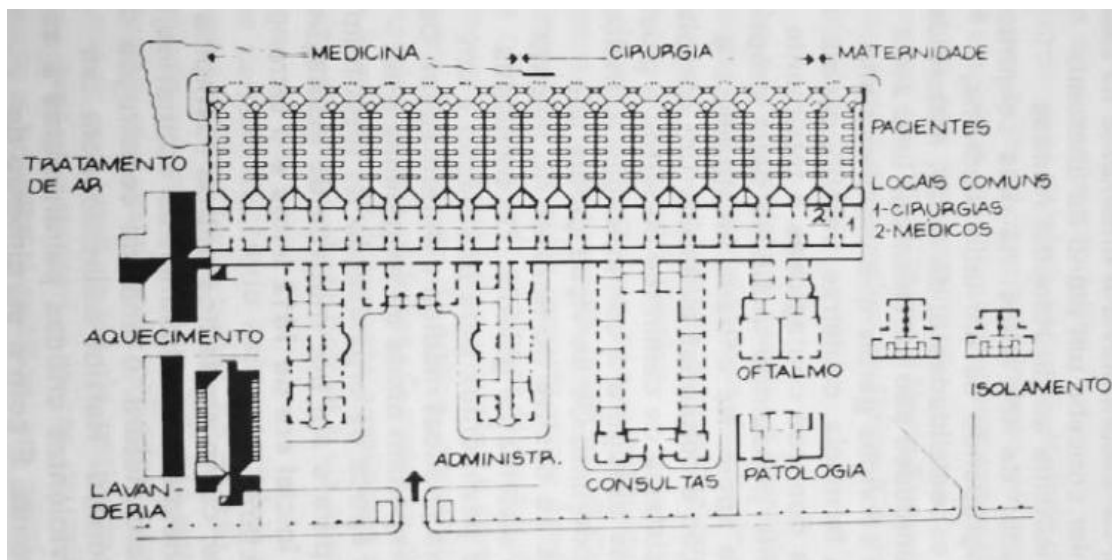 MEDICINA
CIRURGIA
MATERNIDADE
PACIENTES
TRATAMENTO
DE AR
LOCAIS COMUNS
1-CIRURGIAS
2-MEDICOS
2
1
AQUECIMENTO
OFTALMO
ISOLAMENTO
ADMINISTR.
CONSULTAS
PATOLOGIA
LAVAN-
DERIA